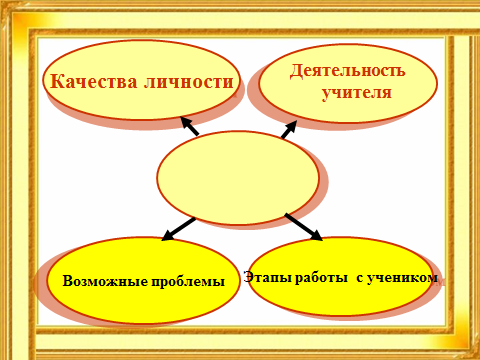 Качества личности
Деятельность
учителя
Возможные проблемы
Этапы работы с учеником